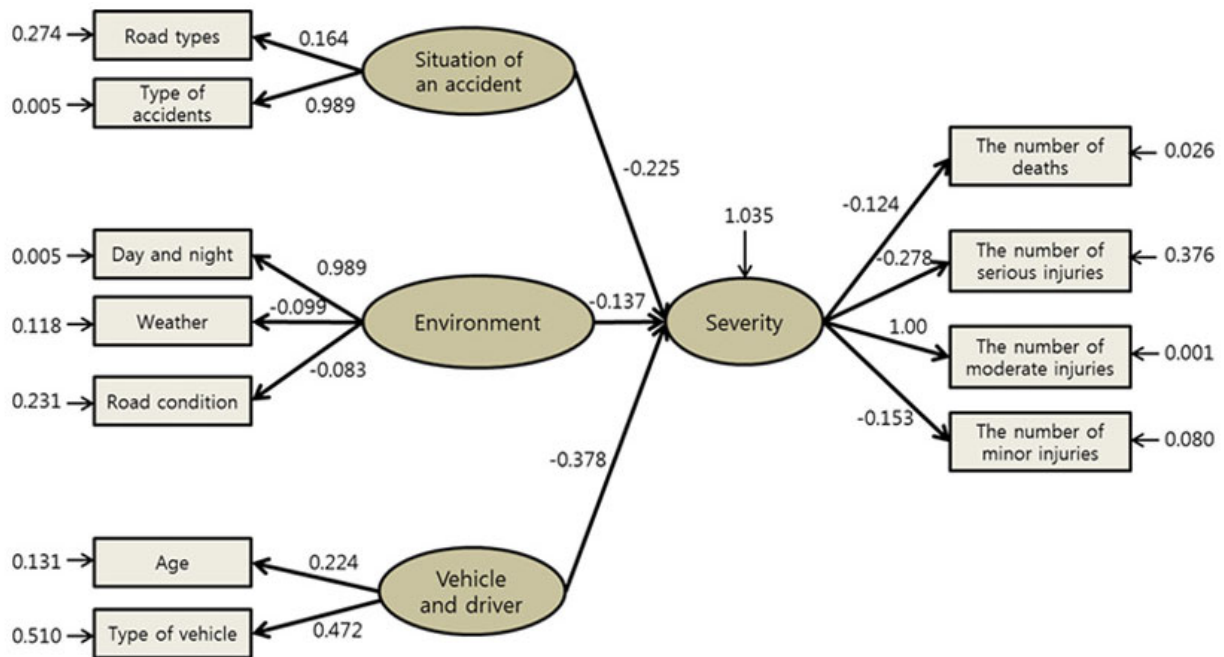 0.274
Road types
0.164
0.005
Type of
accidents
0.989
Situation of
an accident
-0.225
0.005
Day and night
0.989
0.118
Weather
-0.099
0.231
Road condition
-0.083
Environment
-0.137
0.131
Age
0.224
0.510
Type of vehicle
0.472
Vehicle
and driver
-0.378
1.035
Severity
-0.124
The number of
deaths
0.026
-0.278
The number of
serious injuries
0.376
1.00
The number of
moderate injuries
0.001
-0.153
The number of
minor injuries
0.080